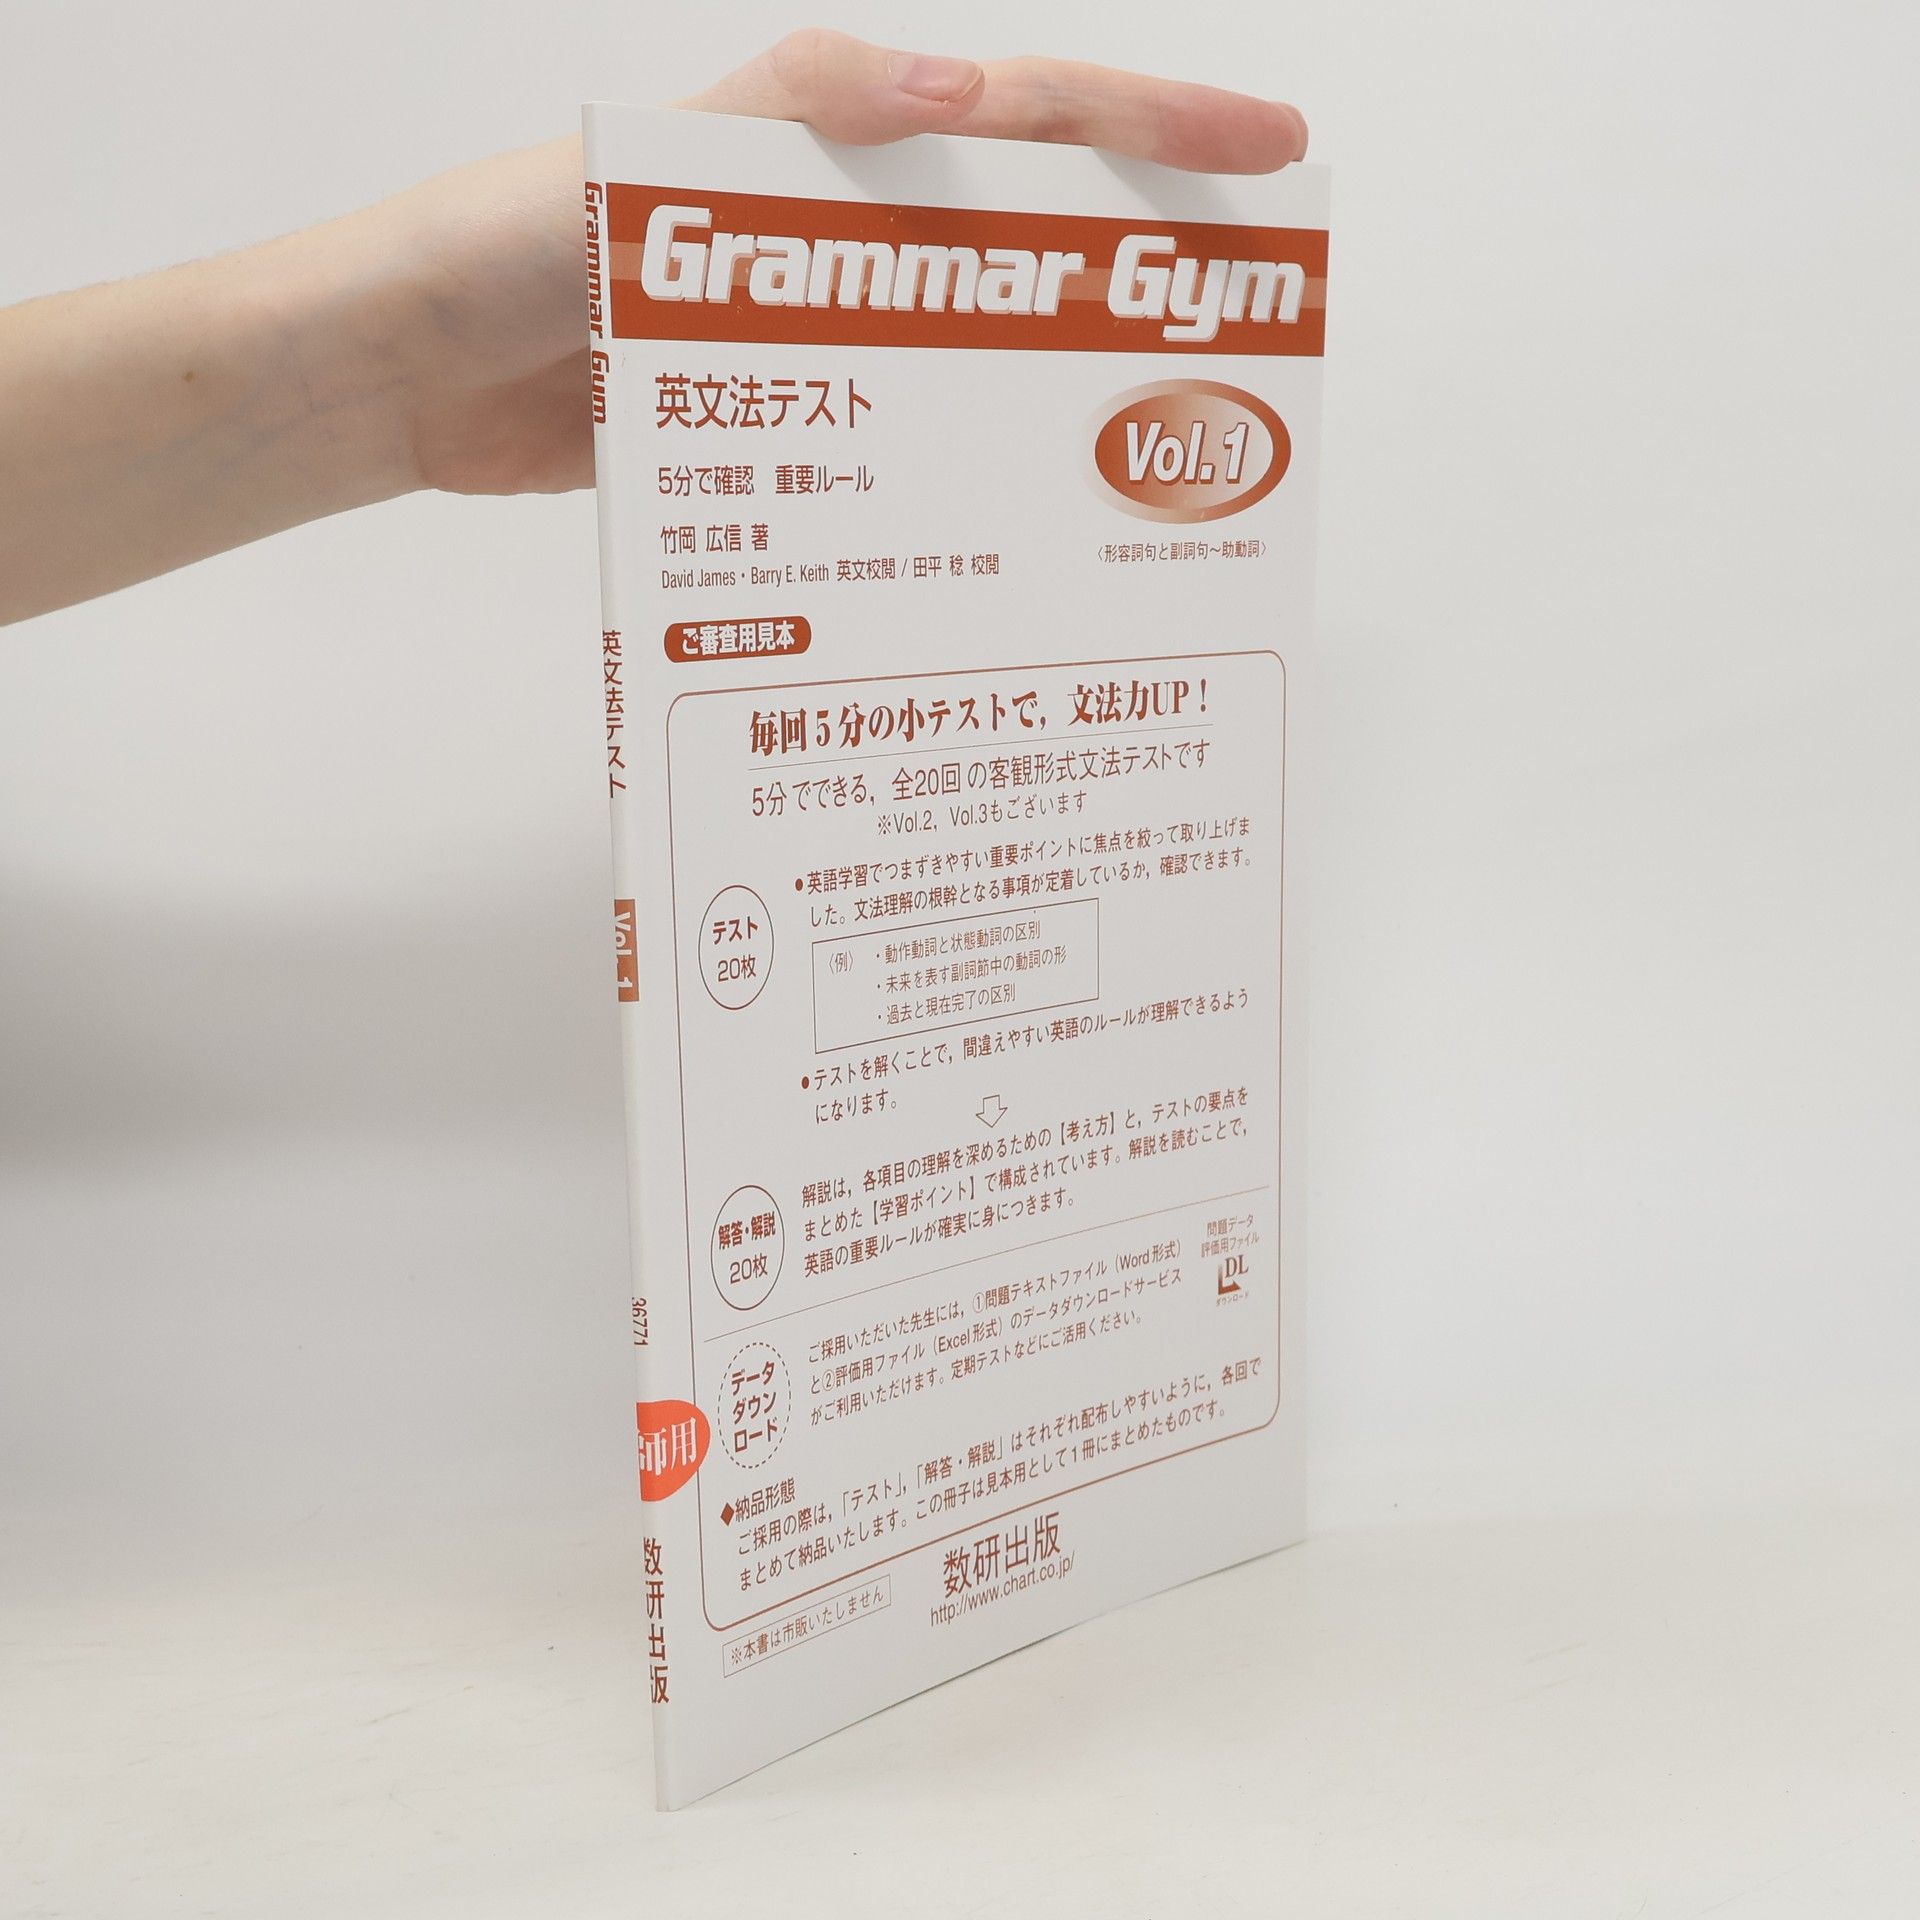 Grammar Gym
英文法テスト
5分で確認　重要ルール
Vol.1
〈形容詞句と副詞句～助動詞〉
竹岡 広信 著
David James・Barry E. Keith 英文校閲 / 田平 稔 校閲
ご審査用見本
毎回5分の小テストで，文法力UP！
5分でできる，全20回の客観形式文法テストです
※Vol.2，Vol.3もございます
テスト
20枚
●英語学習でつまずきやすい重要ポイントに焦点を絞って取り上げま
した。文法理解の根幹となる事項が定着しているか，確認できます。
〈例〉 ・動作動詞と状態動詞の区別
・未来を表す副詞節中の動詞の形
・過去と現在完了の区別
●テストを解くことで，間違えやすい英語のルールが理解できるよう
になります。
解答・解説
20枚
解説は，各項目の理解を深めるための【考え方】と，テストの要点を
まとめた【学習ポイント】で構成されています。解説を読むことで，
英語の重要ルールが確実に身につきます。
データ
ダウン
ロード
ご採用いただいた先生には，①問題テキストファイル（Word形式）
と②評価用ファイル（Excel形式）のデータダウンロードサービス
がご利用いただけます。定期テストなどにご活用ください。
問題データ
評価用ファイル
DL
ダウンロード
◆納品形態
ご採用の際は，「テスト」，「解答・解説」はそれぞれ配布しやすいように，各回で
まとめて納品いたします。この冊子は見本用として1冊にまとめたものです。
※本書は市販いたしません
数研出版
http://www.chart.co.jp/
Grammar Gym
英文法テスト
Vol.1
36771
師用
数研出版